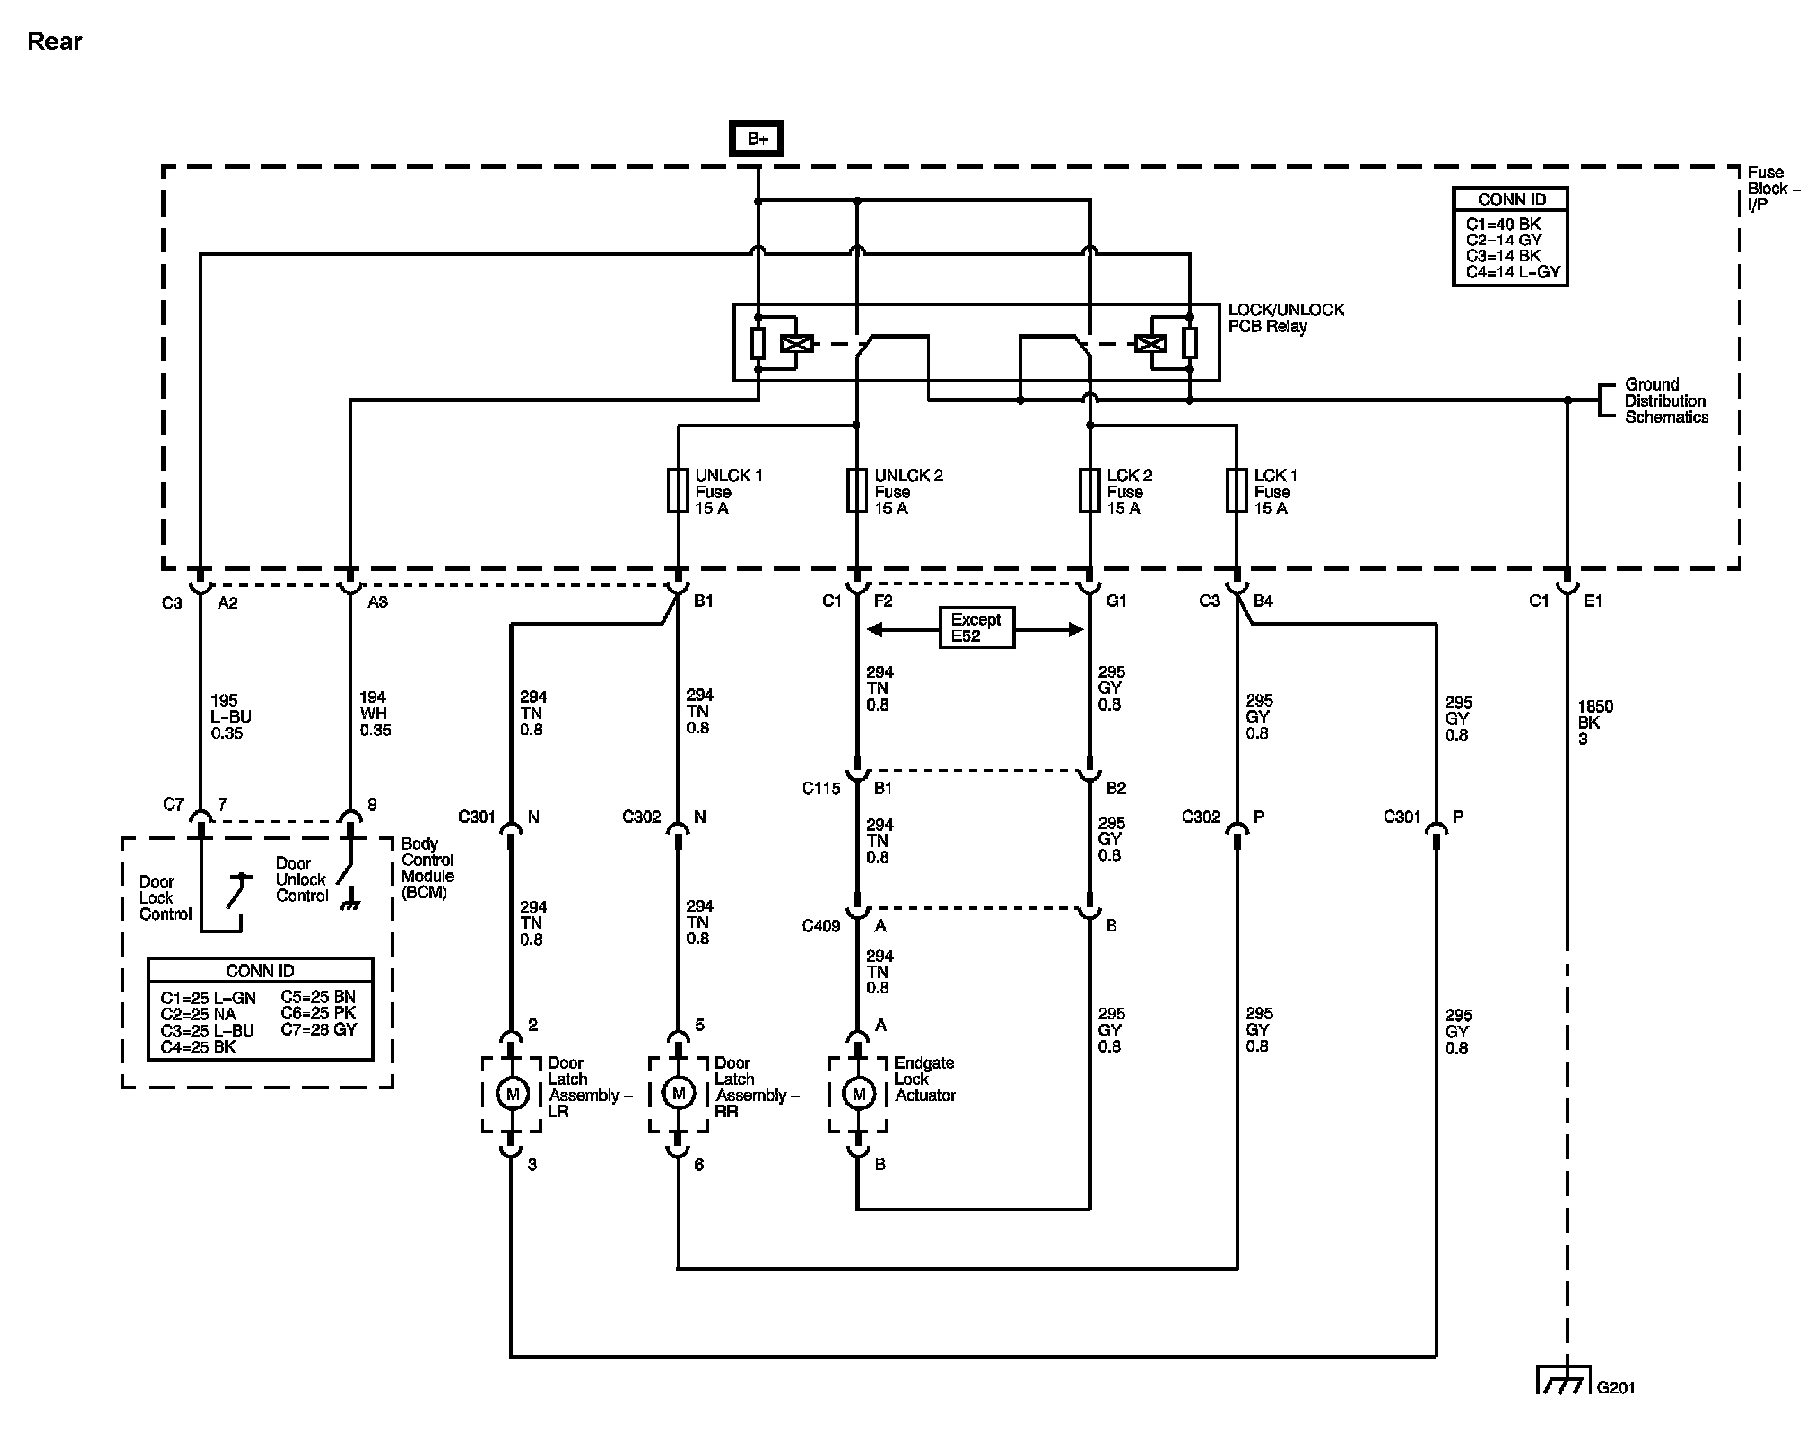 Rear
B+
Fuse
Block –
I/P
CONN ID
C1=40 BK
C2–14 GY
C3=14 BK
C4=14 L–GY
LOCK/UNLOCK
PCB Relay
Ground
Distribution
Schematics
UNLCK 1
Fuse
15 A
UNLCK 2
Fuse
15 A
LCK 2
Fuse
15 A
LCK 1
Fuse
15 A
C3 A2
A3
B1
C1 F2
G1
C3 B4
C1 E1
Except
E52
195
L–BU
0.35
194
WH
0.35
294
TN
0.8
294
TN
0.8
294
TN
0.8
295
GY
0.8
295
GY
0.8
295
GY
0.8
1850
BK
3
C7 7
9
C301 N
C302 N
C115 B1
B2
C302 P
C301 P
294
TN
0.8
295
GY
0.8
Body
Control
Module
(BCM)
Door
Lock
Control
Door
Unlock
Control
294
TN
0.8
294
TN
0.8
C409 A
B
294
TN
0.8
CONN ID
C1=25 L–GN
C2=25 NA
C3=25 L–BU
C4=25 BK
C5=25 BN
C6=25 PK
C7=28 GY
295
GY
0.8
295
GY
0.8
295
GY
0.8
2
5
A
M
Door
Latch
Assembly –
LR
M
Door
Latch
Assembly –
RR
M
Endgate
Lock
Actuator
3
6
B
G201